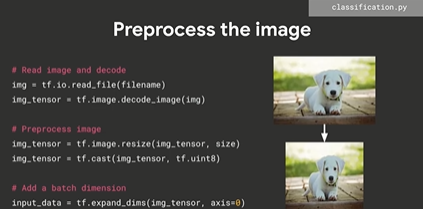 classification.py
Preprocess the image
# Read image and decode
img = tf.io.read_file(filename)
img_tensor = tf.image.decode_image(img)
# Preprocess image
img_tensor = tf.image.resize(img_tensor, size)
img_tensor = tf.cast(img_tensor, tf.uint8)
# Add a batch dimension
input_data = tf.expand_dims(img_tensor, axis=0)